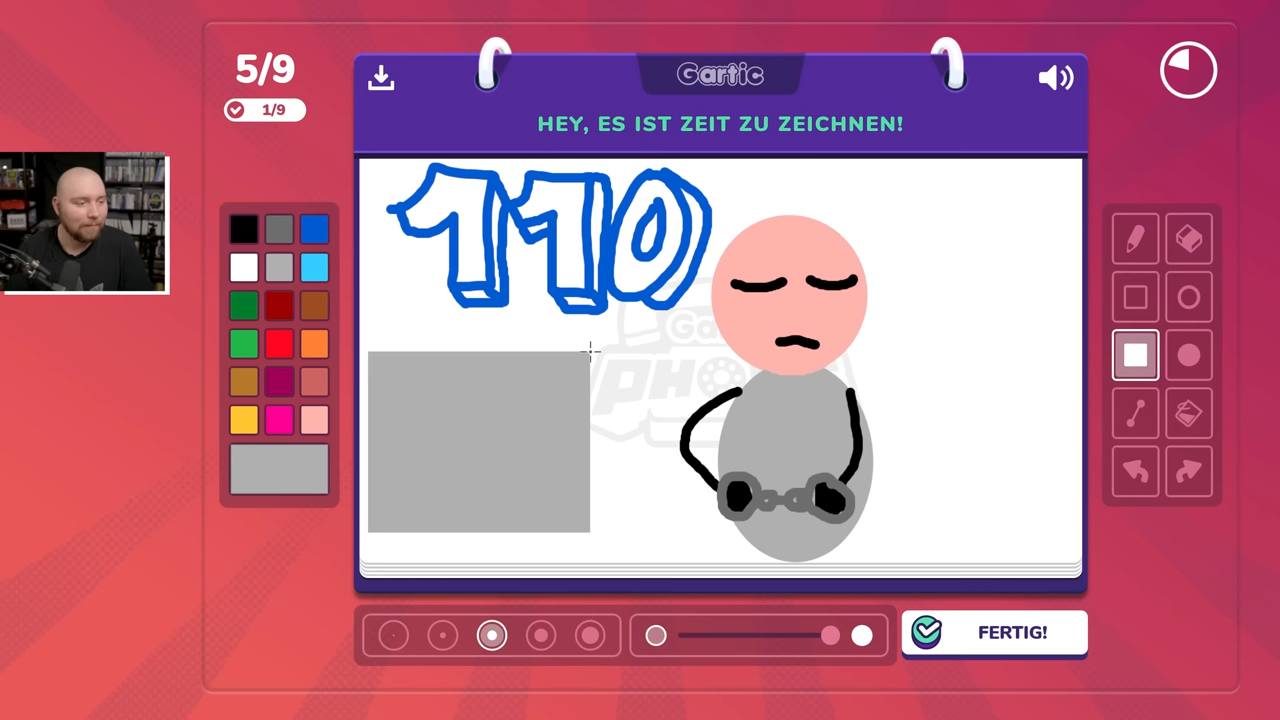 5/9
1/9
Gartic
HEY, ES IST ZEIT ZU ZEICHNEN!
110
FERTIG!